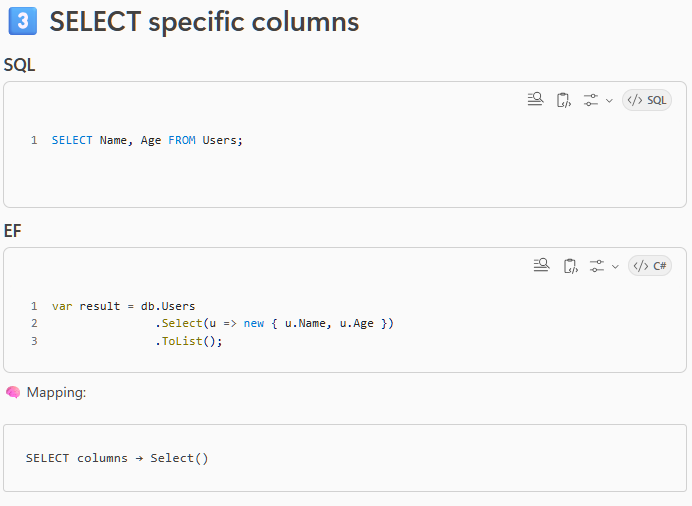 3 SELECT specific columns
SQL
</> SQL
1 SELECT Name, Age FROM Users;
EF
</> C#
1 var result = db.Users
2 .Select(u => new { u.Name, u.Age })
3 .ToList();
Mapping:
SELECT columns → Select()